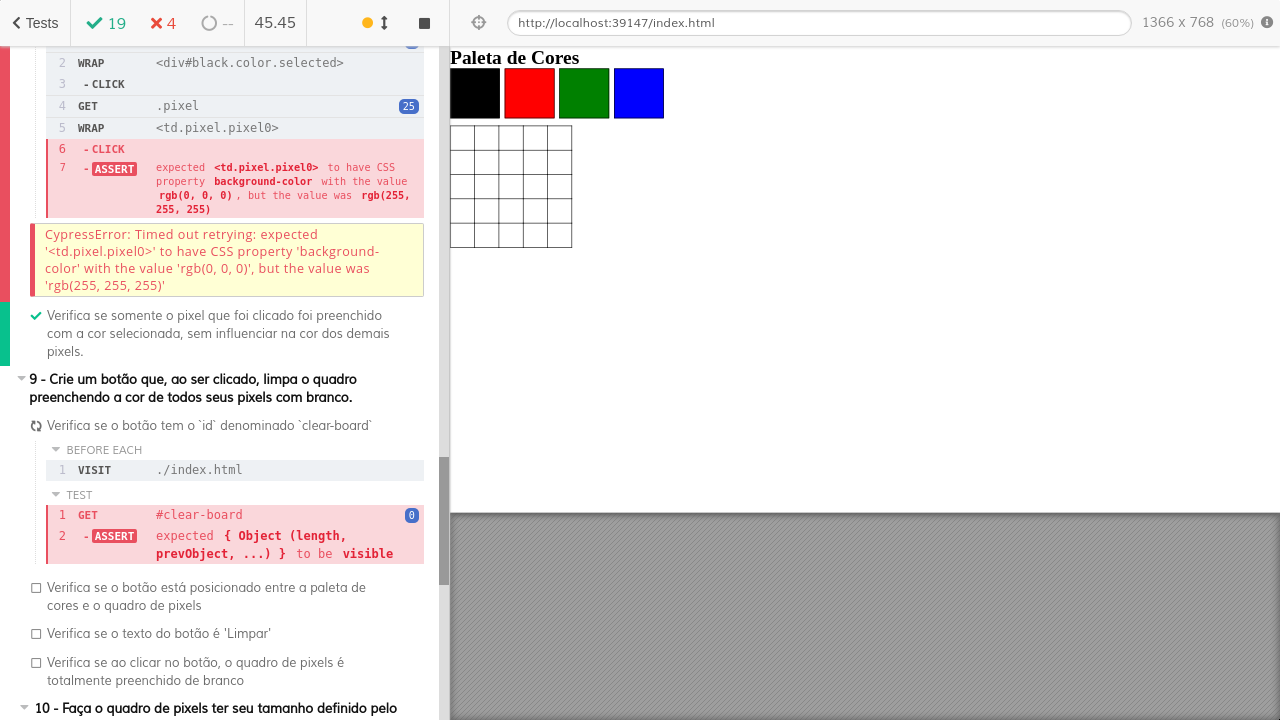 Tests 19 4 -- 45.45 http://localhost:39147/index.html 1366 x 768 (60%)
2 WRAP <div#black.color.selected>
3 - CLICK
4 GET .pixel 25
5 WRAP <td.pixel.pixel0>
6 - CLICK
7 - ASSERT expected <td.pixel.pixel0> to have CSS
property background-color with the value
rgb(0, 0, 0) , but the value was rgb(255,
255, 255)
CypressError: Timed out retrying: expected
'<td.pixel.pixel0>' to have CSS property 'background-
color' with the value 'rgb(0, 0, 0)', but the value was
'rgb(255, 255, 255)'
Verifica se somente o pixel que foi clicado foi preenchido
com a cor selecionada, sem influenciar na cor dos demais
pixels.
9 - Crie um botão que, ao ser clicado, limpa o quadro
preenchendo a cor de todos seus pixels com branco.
Verifica se o botão tem o `id` denominado `clear-board`
BEFORE EACH
1 VISIT ./index.html
TEST
1 GET #clear-board 0
2 - ASSERT expected { Object (length,
prevObject, ...) } to be visible
Verifica se o botão está posicionado entre a paleta de
cores e o quadro de pixels
Verifica se o texto do botão é 'Limpar'
Verifica se ao clicar no botão, o quadro de pixels é
totalmente preenchido de branco
10 - Faça o quadro de pixels ter seu tamanho definido pelo
Paleta de Cores